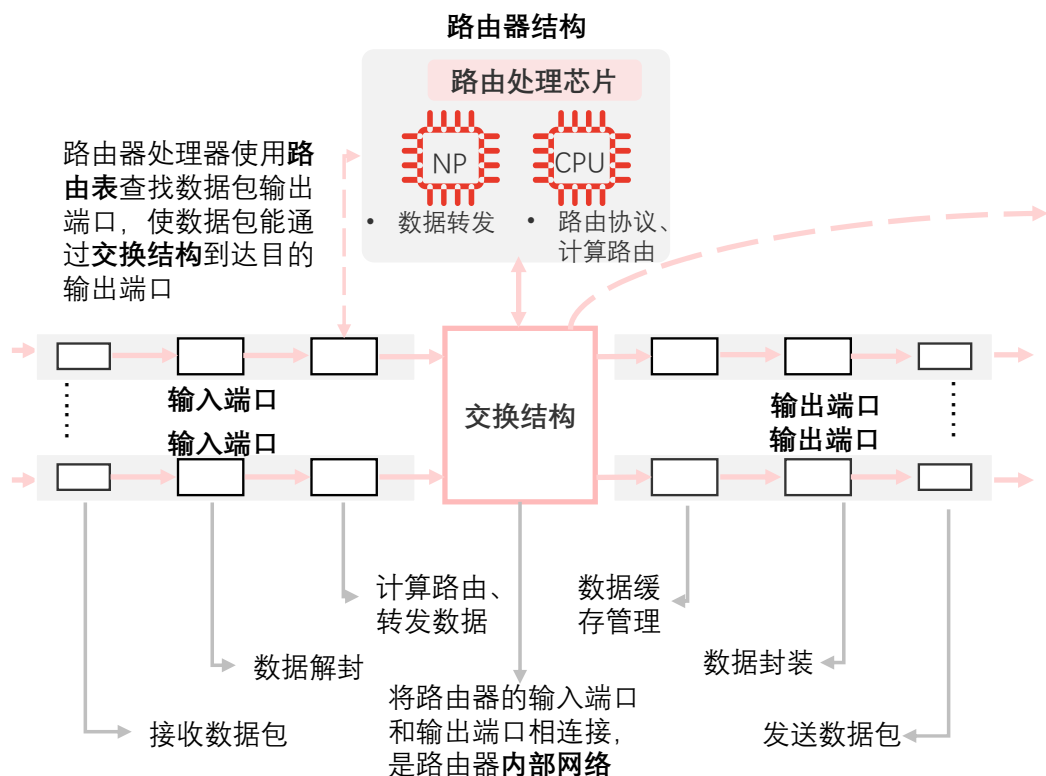 路由器结构
路由处理芯片
NP
CPU
• 数据转发
• 路由协议、
计算路由
路由器处理器使用路
由表查找数据包输出
端口，使数据包能通
过交换结构到达目的
输出端口
输入端口
输入端口
交换结构
输出端口
输出端口
计算路由、
转发数据
数据缓
存管理
数据解封
数据封装
接收数据包
将路由器的输入端口
和输出端口相连接，
是路由器内部网络
发送数据包